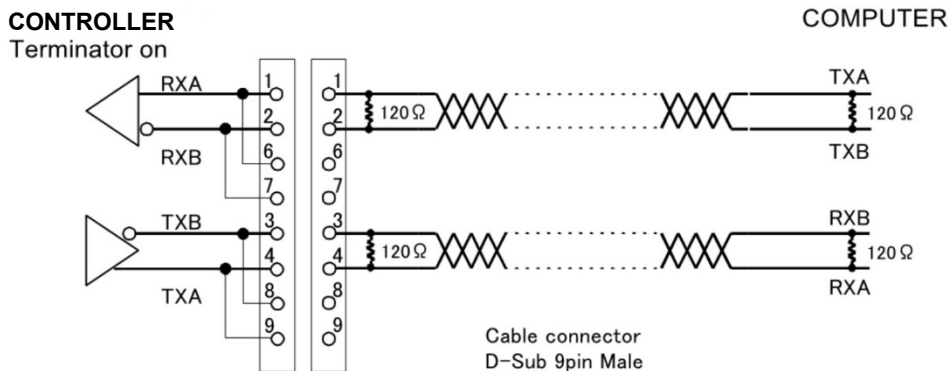 CONTROLLER
Terminator on
COMPUTER
RXA
1
1
TXA
120Ω
120Ω
2
2
RXB
TXB
6
6
7
7
TXB
3
3
RXB
120Ω
120Ω
4
4
TXA
RXA
8
8
9
9
Cable connector
D-Sub 9pin Male